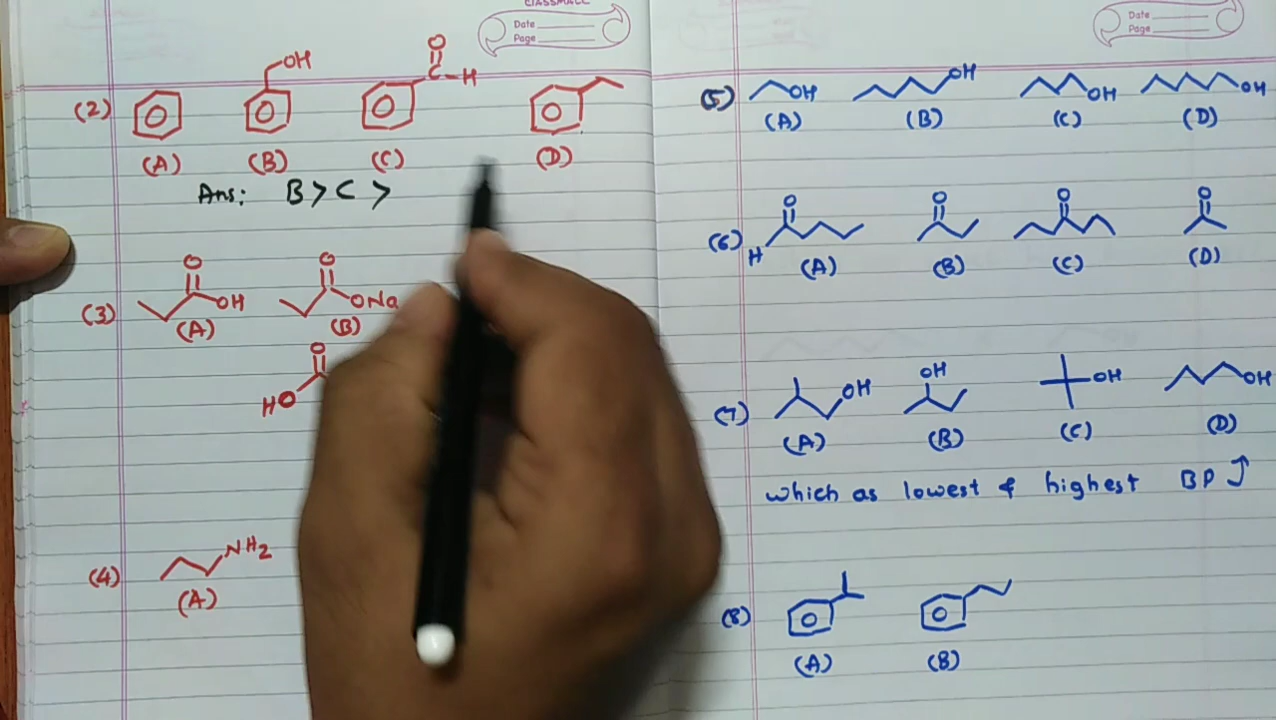 CLASSMATE
Date
Page
(2)
OH
O
C-H
(A) (B) (C) (D)
Ans: B > C >
(3)
O
OH
(A)
O
ONa
(B)
O
HO
(4)
NH2
(A)
Date
Page
(5) OH OH OH OH
(A) (B) (C) (D)
(6) O O O O
H
(A) (B) (C) (D)
(7) OH OH OH OH
(A) (B) (C) (D)
which as lowest & highest BP
(8)
(A) (B)